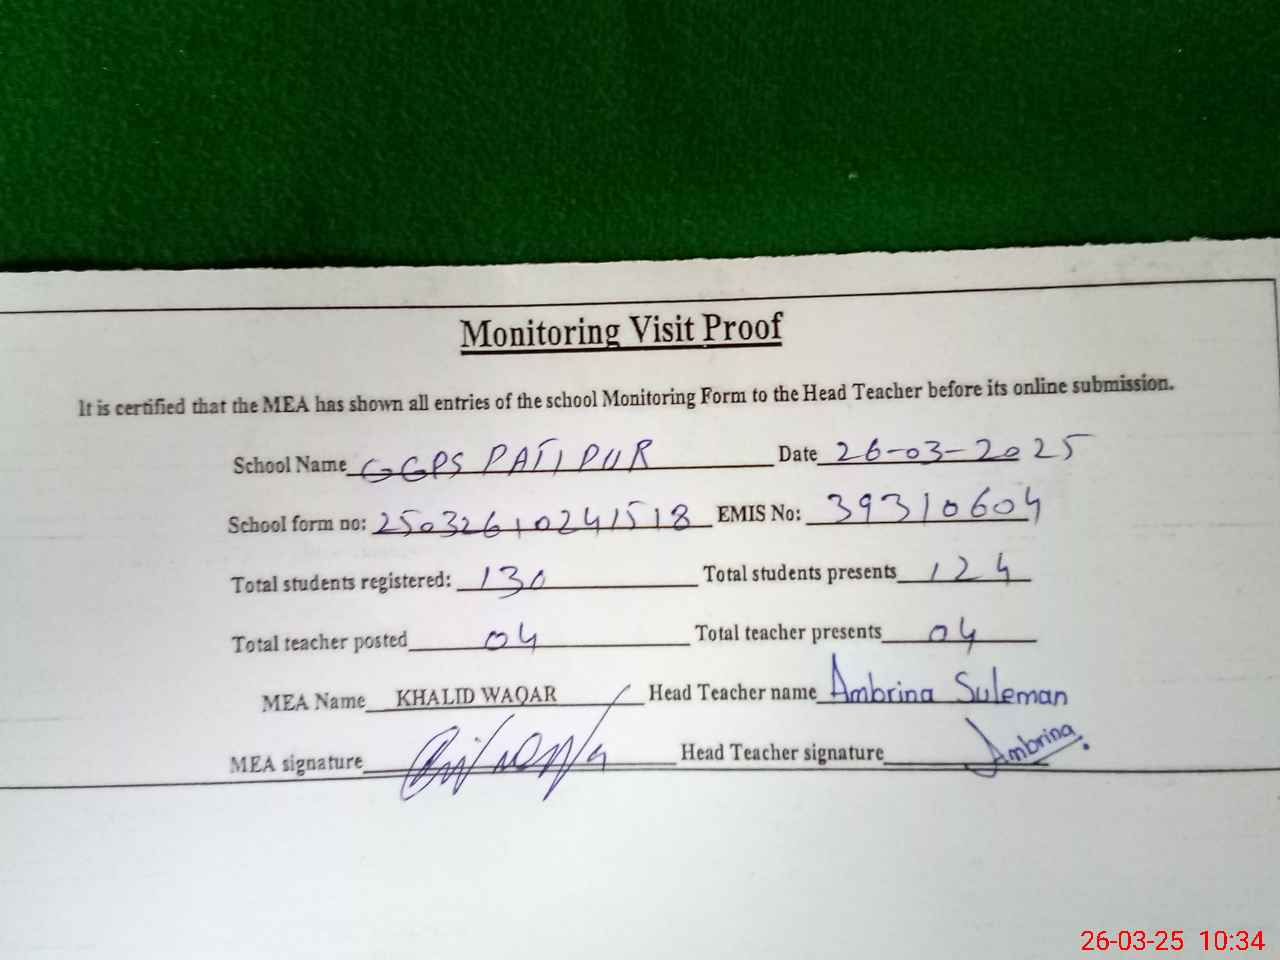 Monitoring Visit Proof
It is certified that the MEA has shown all entries of the school Monitoring Form to the Head Teacher before its online submission.
School Name GGPS PATI PUR Date 26-03-2025
School form no: 25032610241518 EMIS No: 39310604
Total students registered: 130 Total students presents 124
Total teacher posted 04 Total teacher presents 04
MEA Name KHALID WAQAR Head Teacher name Ambrina Suleman
MEA signature Head Teacher signature Ambrina
26-03-25 10:34